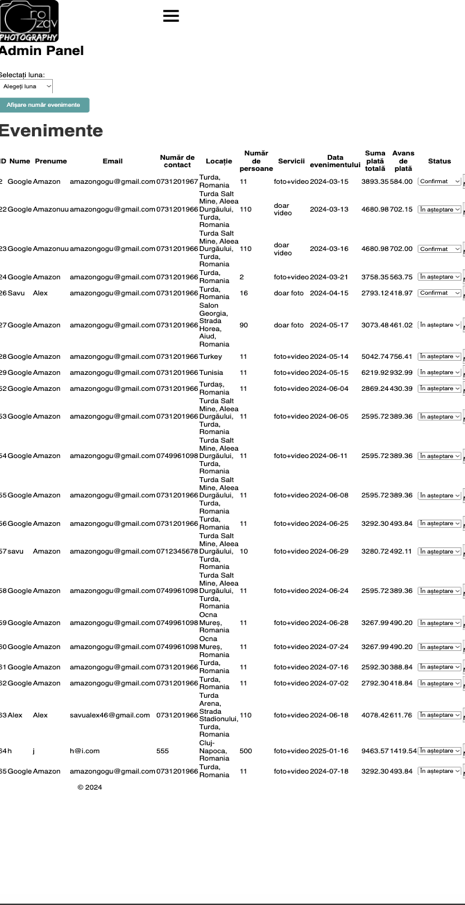 Grozav
PHOTOGRAPHY
Admin Panel
Selectați luna:
Alegeți luna
Afișare număr evenimente
Evenimente
ID Nume Prenume Email Număr de contact Locație Număr de persoane Servicii Data evenimentului Suma plată totală Avans de plată Status
2 Google Amazon amazongogu@gmail.com 0731201967 Turda, Romania 11 foto+video 2024-03-15 3893.35 584.00 Confirmat
22 Google Amazonuu amazongogu@gmail.com 0731201966 Turda Salt Mine, Aleea Durgăului, Turda, Romania 110 doar video 2024-03-13 4680.98 702.15 În așteptare
23 Google Amazonuu amazongogu@gmail.com 0731201966 Turda Salt Mine, Aleea Durgăului, Turda, Romania 110 doar video 2024-03-16 4680.98 702.00 Confirmat
24 Google Amazon amazongogu@gmail.com 0731201966 Turda, Romania 2 foto+video 2024-03-21 3758.35 563.75 În așteptare
26 Savu Alex amazongogu@gmail.com 0731201966 Turda, Romania 16 doar foto 2024-04-15 2793.12 418.97 Confirmat
27 Google Amazon amazongogu@gmail.com 0731201966 Salon Georgia, Strada Horea, Aiud, Romania 90 doar foto 2024-05-17 3073.48 461.02 În așteptare
28 Google Amazon amazongogu@gmail.com 0731201966 Turkey 11 foto+video 2024-05-14 5042.74 756.41 În așteptare
29 Google Amazon amazongogu@gmail.com 0731201966 Tunisia 11 foto+video 2024-05-15 6219.92 932.99 În așteptare
52 Google Amazon amazongogu@gmail.com 0731201966 Turdaș, Romania 11 foto+video 2024-06-04 2869.24 430.39 În așteptare
53 Google Amazon amazongogu@gmail.com 0731201966 Turda Salt Mine, Aleea Durgăului, Turda, Romania 11 foto+video 2024-06-05 2595.72 389.36 În așteptare
54 Google Amazon amazongogu@gmail.com 0749961098 Turda Salt Mine, Aleea Durgăului, Turda, Romania 11 foto+video 2024-06-11 2595.72 389.36 În așteptare
55 Google Amazon amazongogu@gmail.com 0731201966 Turda Salt Mine, Aleea Durgăului, Turda, Romania 11 foto+video 2024-06-08 2595.72 389.36 În așteptare
56 Google Amazon amazongogu@gmail.com 0731201966 Turda, Romania 11 foto+video 2024-06-25 3292.30 493.84 În așteptare
57 savu Amazon amazongogu@gmail.com 0712345678 Turda Salt Mine, Aleea Durgăului, Turda, Romania 10 foto+video 2024-06-29 3280.72 492.11 În așteptare
58 Google Amazon amazongogu@gmail.com 0749961098 Turda Salt Mine, Aleea Durgăului, Turda, Romania 11 foto+video 2024-06-24 2595.72 389.36 În așteptare
59 Google Amazon amazongogu@gmail.com 0749961098 Ocna Mureș, Romania 11 foto+video 2024-06-28 3267.99 490.20 În așteptare
60 Google Amazon amazongogu@gmail.com 0749961098 Ocna Mureș, Romania 11 foto+video 2024-07-24 3267.99 490.20 În așteptare
61 Google Amazon amazongogu@gmail.com 0731201966 Turda, Romania 11 foto+video 2024-07-16 2592.30 388.84 În așteptare
62 Google Amazon amazongogu@gmail.com 0731201966 Turda, Romania 11 foto+video 2024-07-02 2792.30 418.84 În așteptare
63 Alex Alex savualex46@gmail.com 0731201966 Turda Arena, Strada Stadionului, Turda, Romania 110 foto+video 2024-06-18 4078.42 611.76 În așteptare
64 h j h@i.com 555 Cluj-Napoca, Romania 500 foto+video 2025-01-16 9463.57 1419.54 În așteptare
65 Google Amazon amazongogu@gmail.com 0731201966 Turda, Romania 11 foto+video 2024-07-18 3292.30 493.84 În așteptare
© 2024